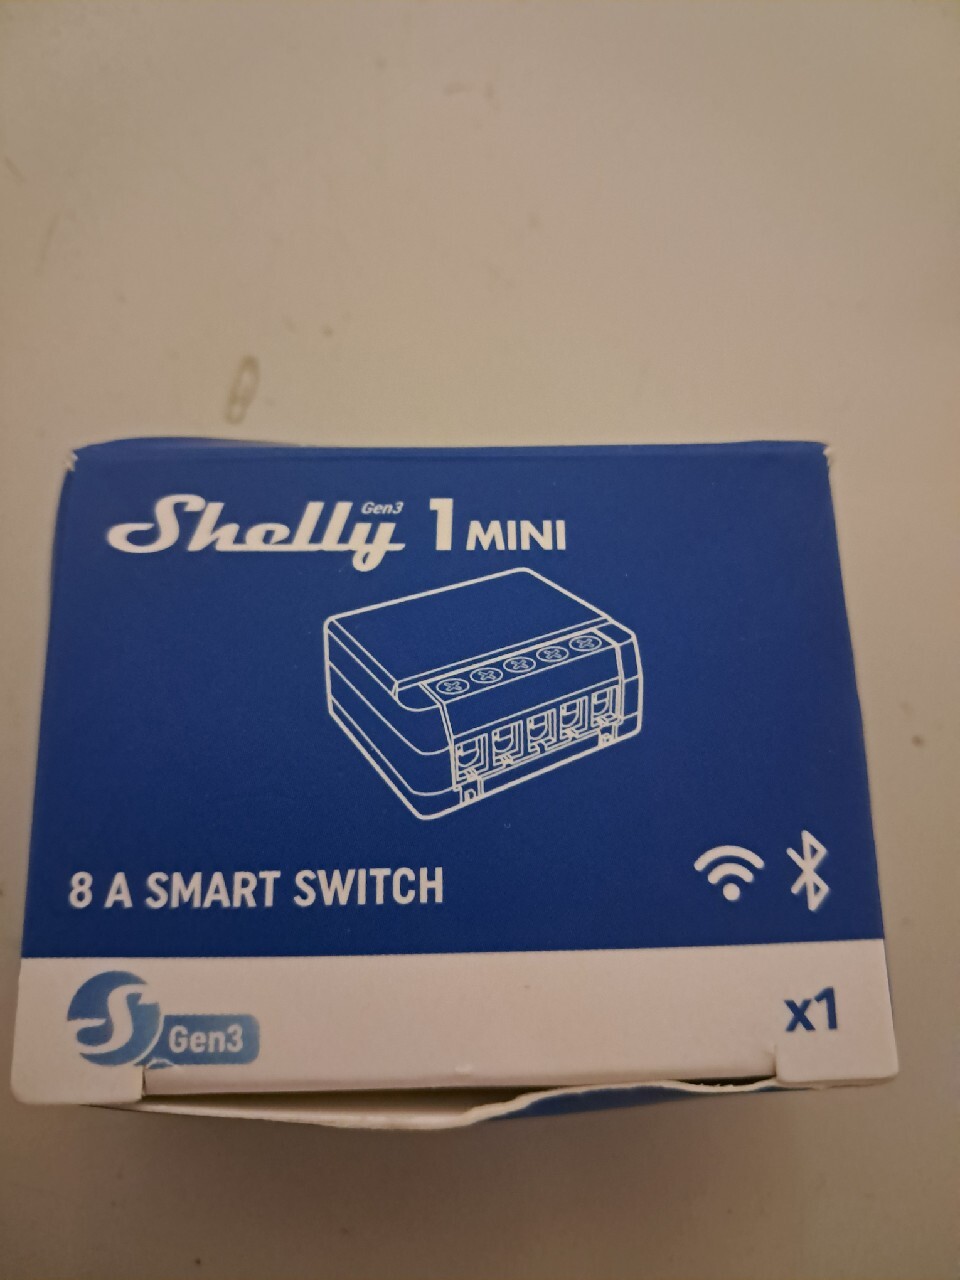 Shelly Gen3 1 MINI
8 A SMART SWITCH
S Gen3
x1